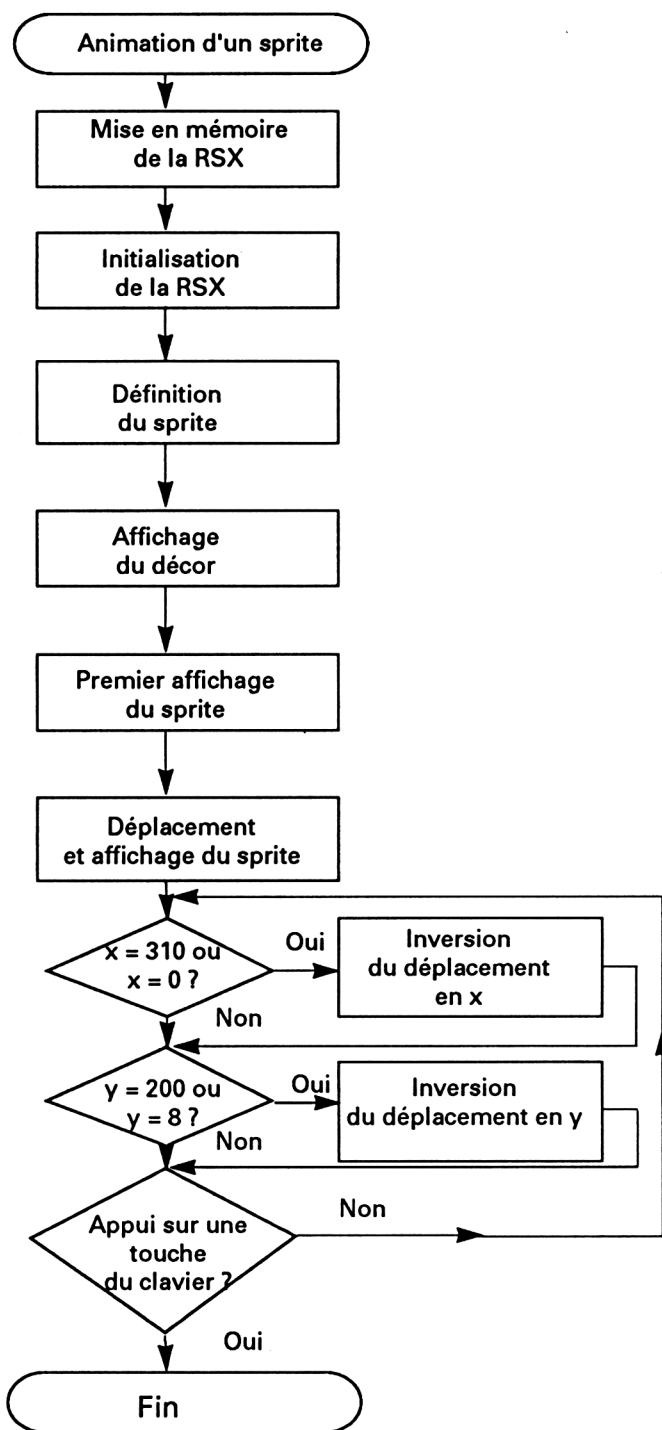 Animation d'un sprite
Mise en mémoire
de la RSX
Initialisation
de la RSX
Définition
du sprite
Affichage
du décor
Premier affichage
du sprite
Déplacement
et affichage du sprite
x = 310 ou
x = 0 ?
Oui
Inversion
du déplacement
en x
Non
y = 200 ou
y = 8 ?
Oui
Inversion
du déplacement en y
Non
Appui sur une
touche
du clavier ?
Non
Oui
Fin